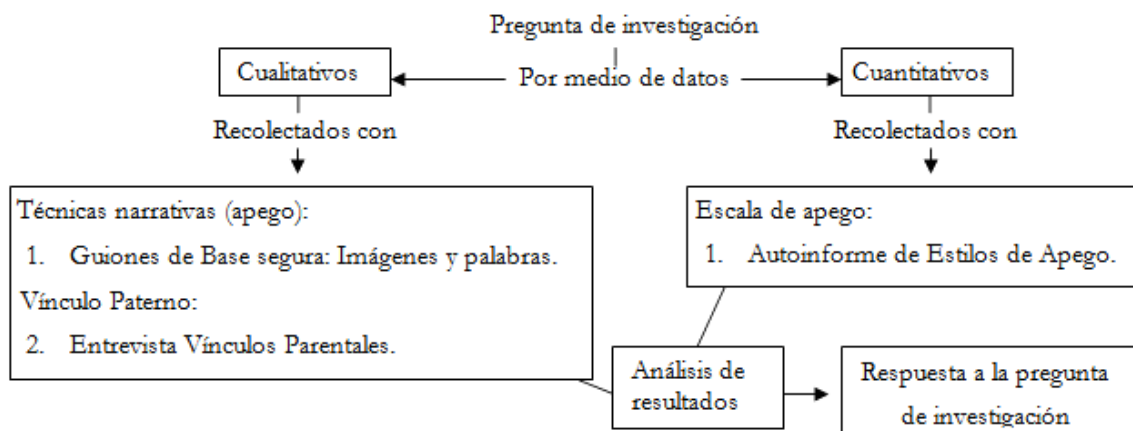 Pregunta de investigación
Cualitativos
Por medio de datos
Cuantitativos
Recolectados con
Recolectados con
Técnicas narrativas (apego):
1. Guiones de Base segura: Imágenes y palabras.
Vínculo Paterno:
2. Entrevista Vínculos Parentales.
Escala de apego:
1. Autoinforme de Estilos de Apego.
Análisis de
resultados
Respuesta a la pregunta
de investigación